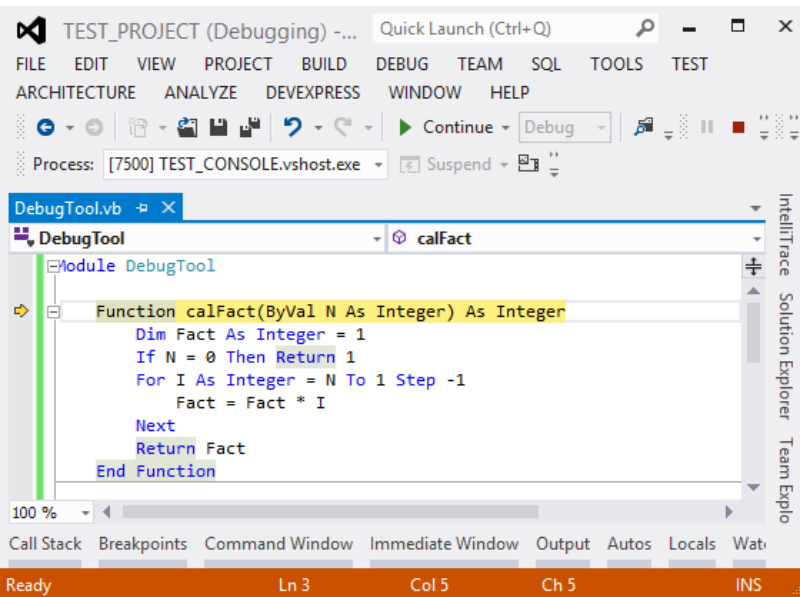 TEST_PROJECT (Debugging) -... Quick Launch (Ctrl+Q)
FILE EDIT VIEW PROJECT BUILD DEBUG TEAM SQL TOOLS TEST
ARCHITECTURE ANALYZE DEVEXPRESS WINDOW HELP
Continue Debug
Process: [7500] TEST_CONSOLE.vshost.exe Suspend
DebugTool.vb
DebugTool calFact
Module DebugTool
Function calFact(ByVal N As Integer) As Integer
Dim Fact As Integer = 1
If N = 0 Then Return 1
For I As Integer = N To 1 Step -1
Fact = Fact * I
Next
Return Fact
End Function
100 %
IntelliTrace
Solution Explorer
Team Explo
Call Stack Breakpoints Command Window Immediate Window Output Autos Locals Wat
Ready Ln 3 Col 5 Ch 5 INS